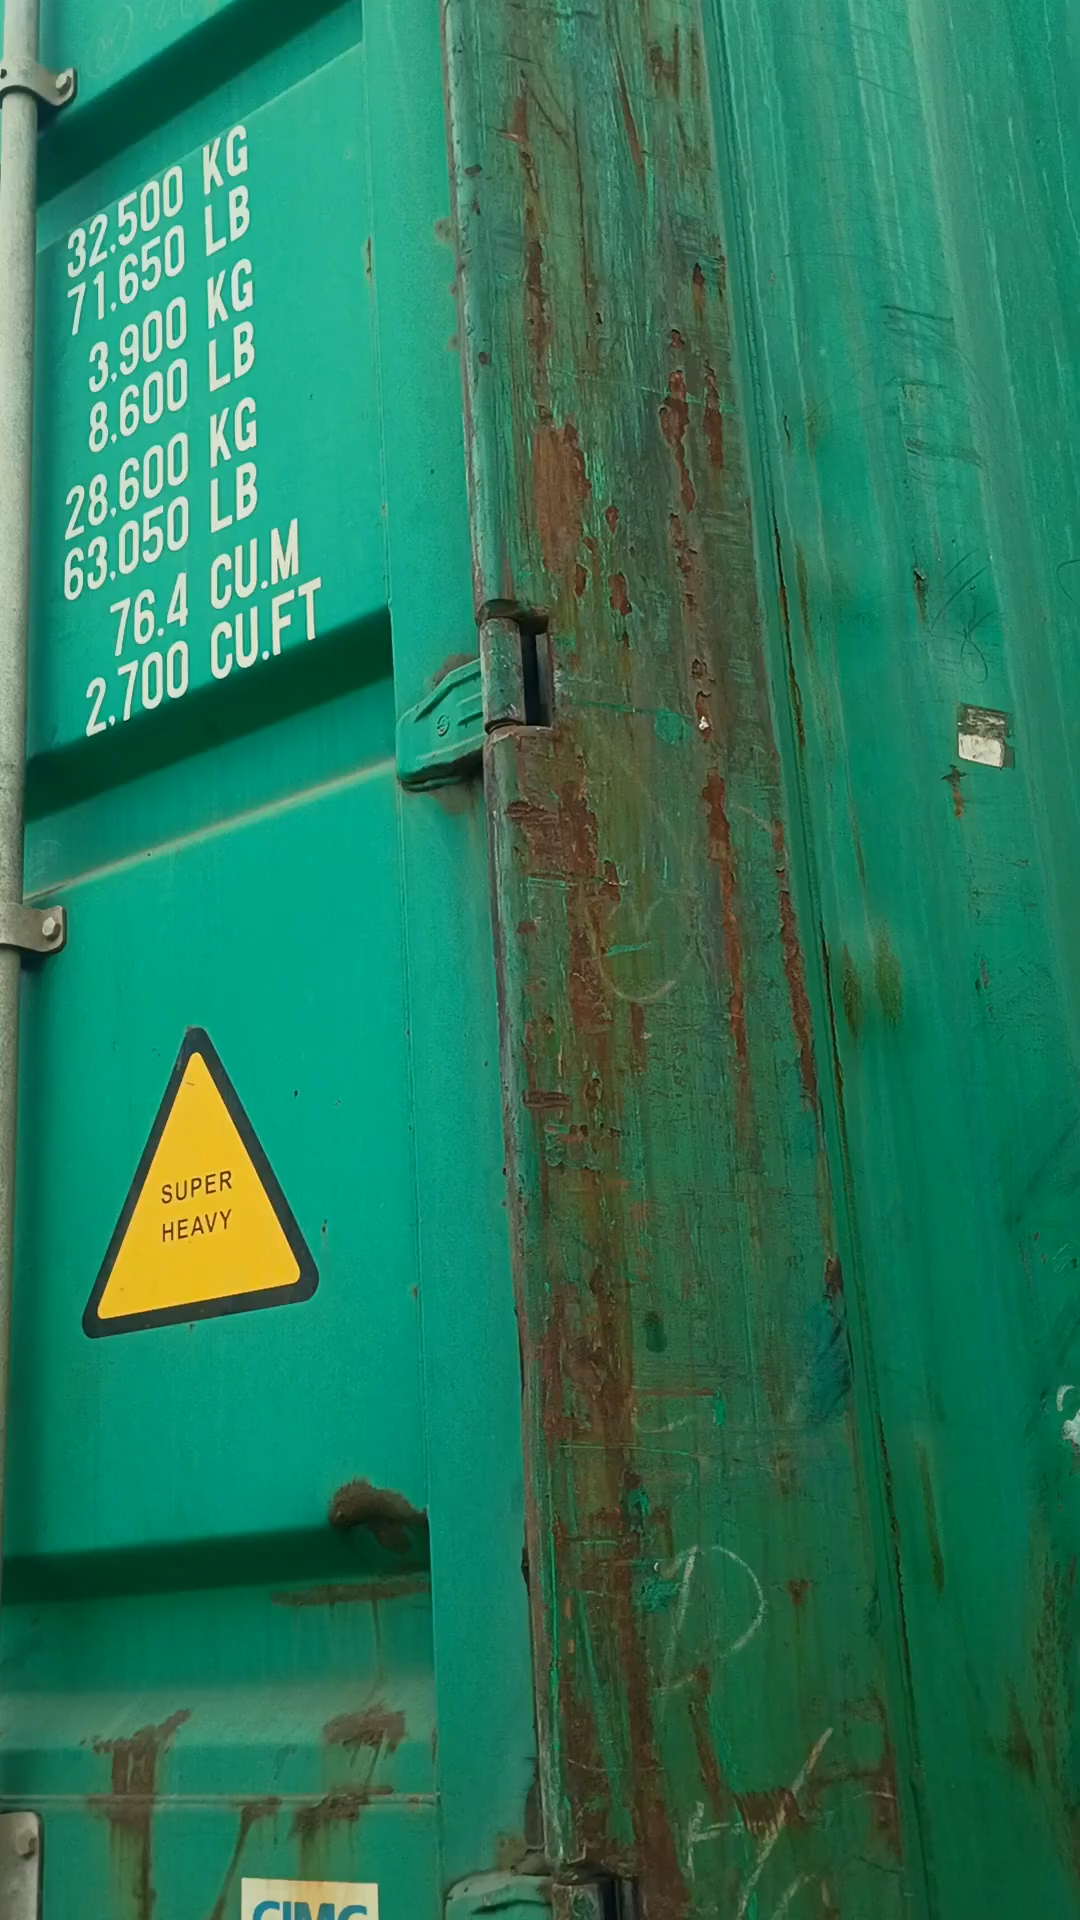 32,500 KG
71,650 LB
3,900 KG
8,600 LB
28,600 KG
63,050 LB
76.4 CU.M
2,700 CU.FT
SUPER
HEAVY
CIMC